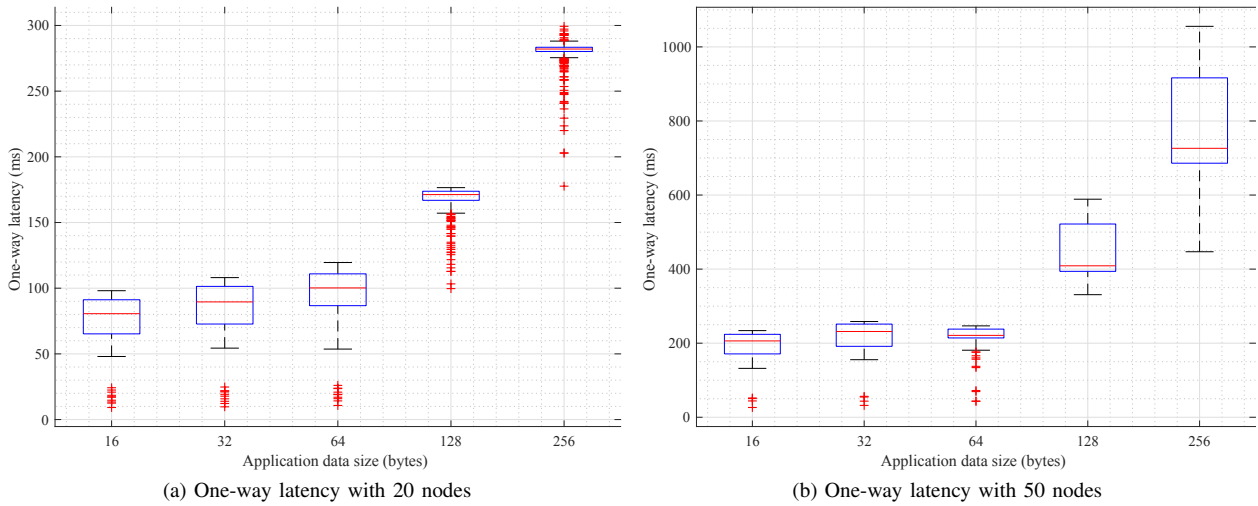 300
250
200
150
100
50
0
One-way latency (ms)
16 32 64 128 256
Application data size (bytes)
(a) One-way latency with 20 nodes
1000
800
600
400
200
0
One-way latency (ms)
16 32 64 128 256
Application data size (bytes)
(b) One-way latency with 50 nodes